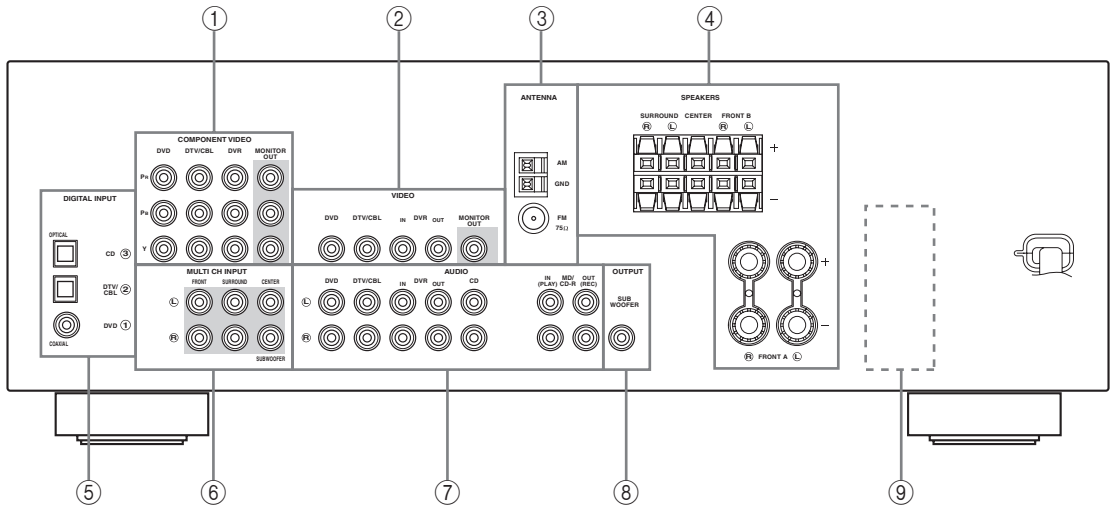 ① ② ③ ④
ANTENNA
AM
GND
FM
75Ω
SPEAKERS
SURROUND CENTER FRONT B
R L R L
+
–
+
–
R FRONT A L
COMPONENT VIDEO
DVD DTV/CBL DVR MONITOR OUT
PR
PB
Y
VIDEO
DVD DTV/CBL IN DVR OUT MONITOR OUT
DIGITAL INPUT
OPTICAL
CD ③
DTV/
CBL ②
DVD ①
COAXIAL
MULTI CH INPUT
FRONT SURROUND CENTER
L
R
SUBWOOFER
AUDIO
DVD DTV/CBL IN DVR OUT CD
IN (PLAY) MD/ CD-R OUT (REC)
L
R
OUTPUT
SUB
WOOFER
⑤ ⑥ ⑦ ⑧ ⑨